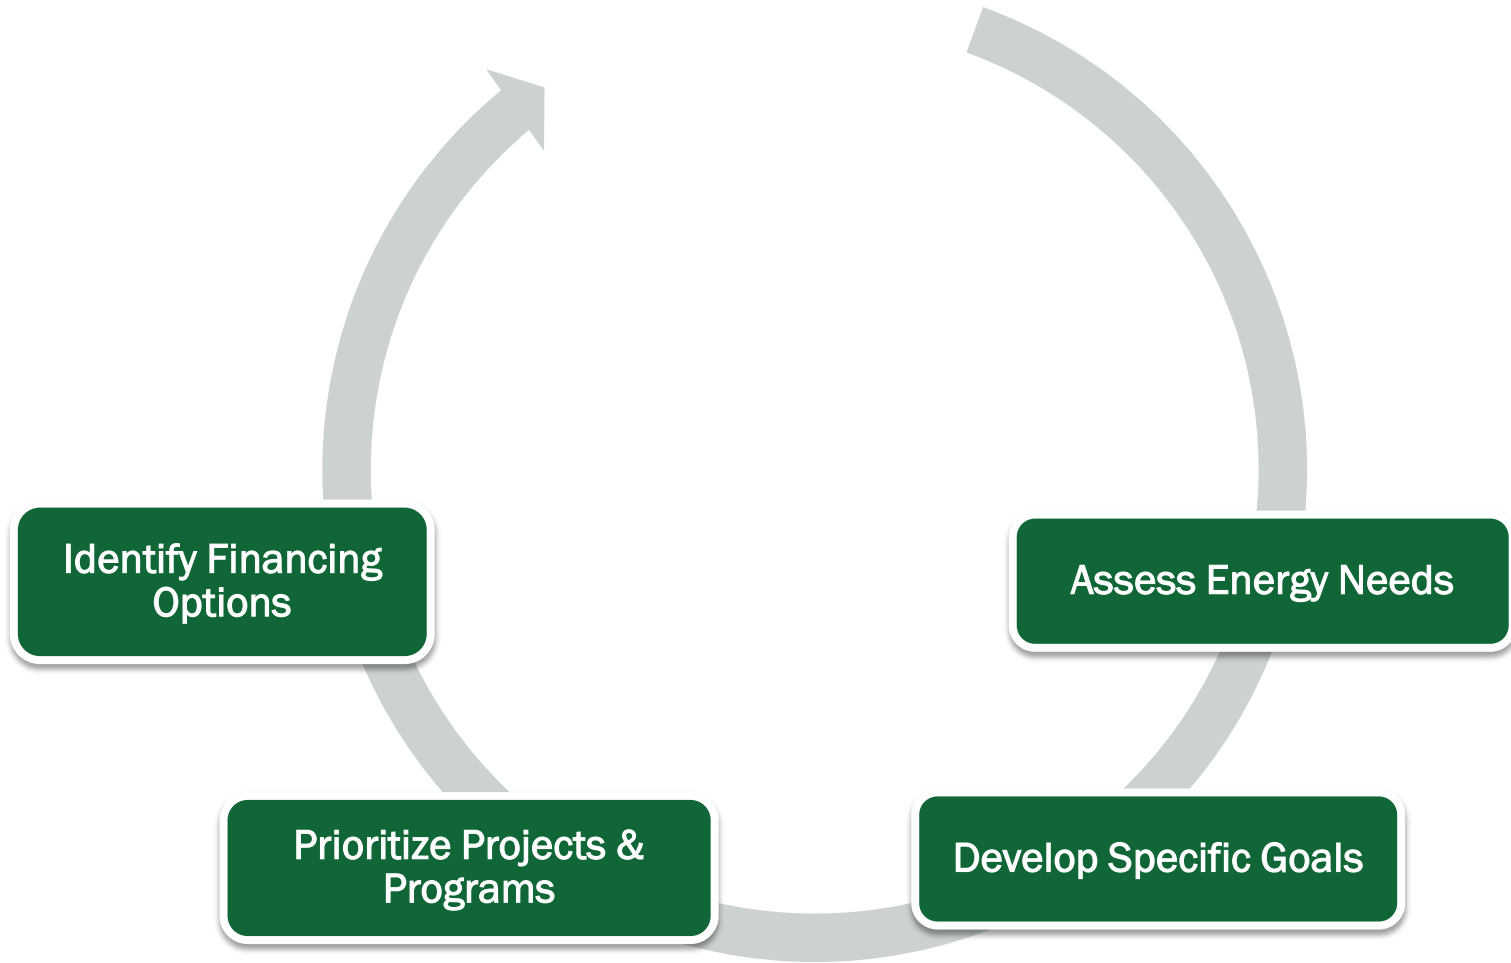 Identify Financing
Options
Assess Energy Needs
Prioritize Projects &
Programs
Develop Specific Goals